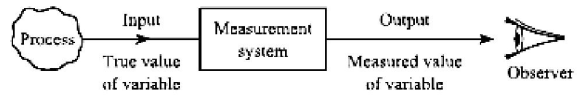 Process
Input
True value
of variable
Measurement
system
Output
Measured value
of variable
Observer